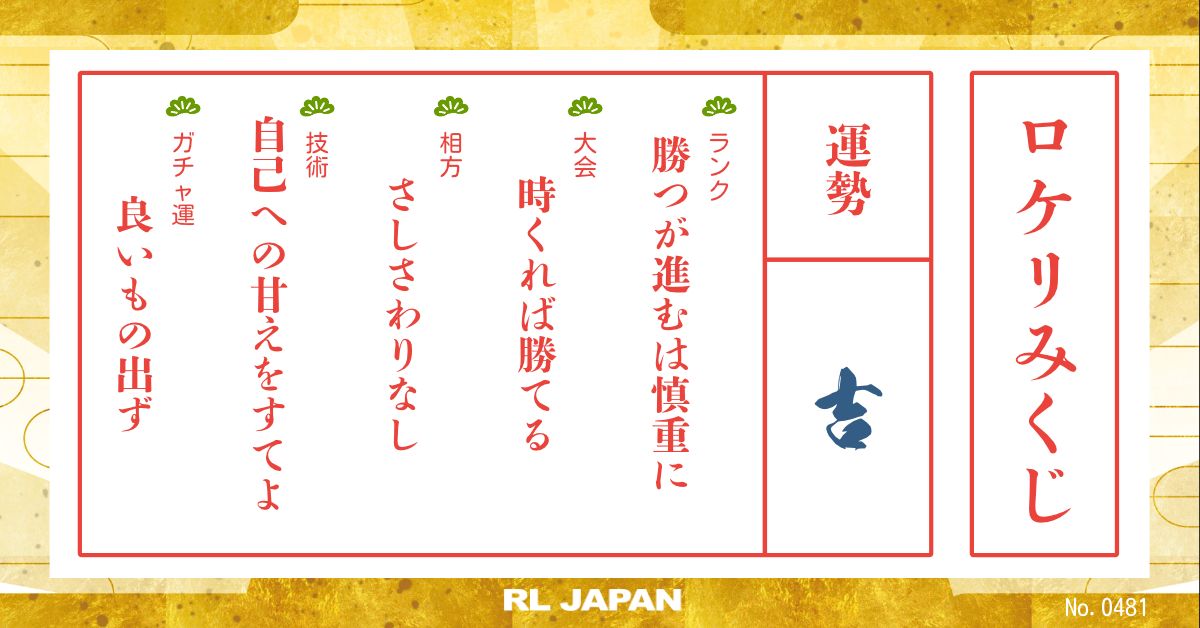 ロケリみくじ
運勢
吉
ランク
勝つが進むは慎重に
大会
時くれば勝てる
相方
さしさわりなし
技術
自己への甘えをすてよ
ガチャ運
良いもの出ず
RL JAPAN
No. 0481